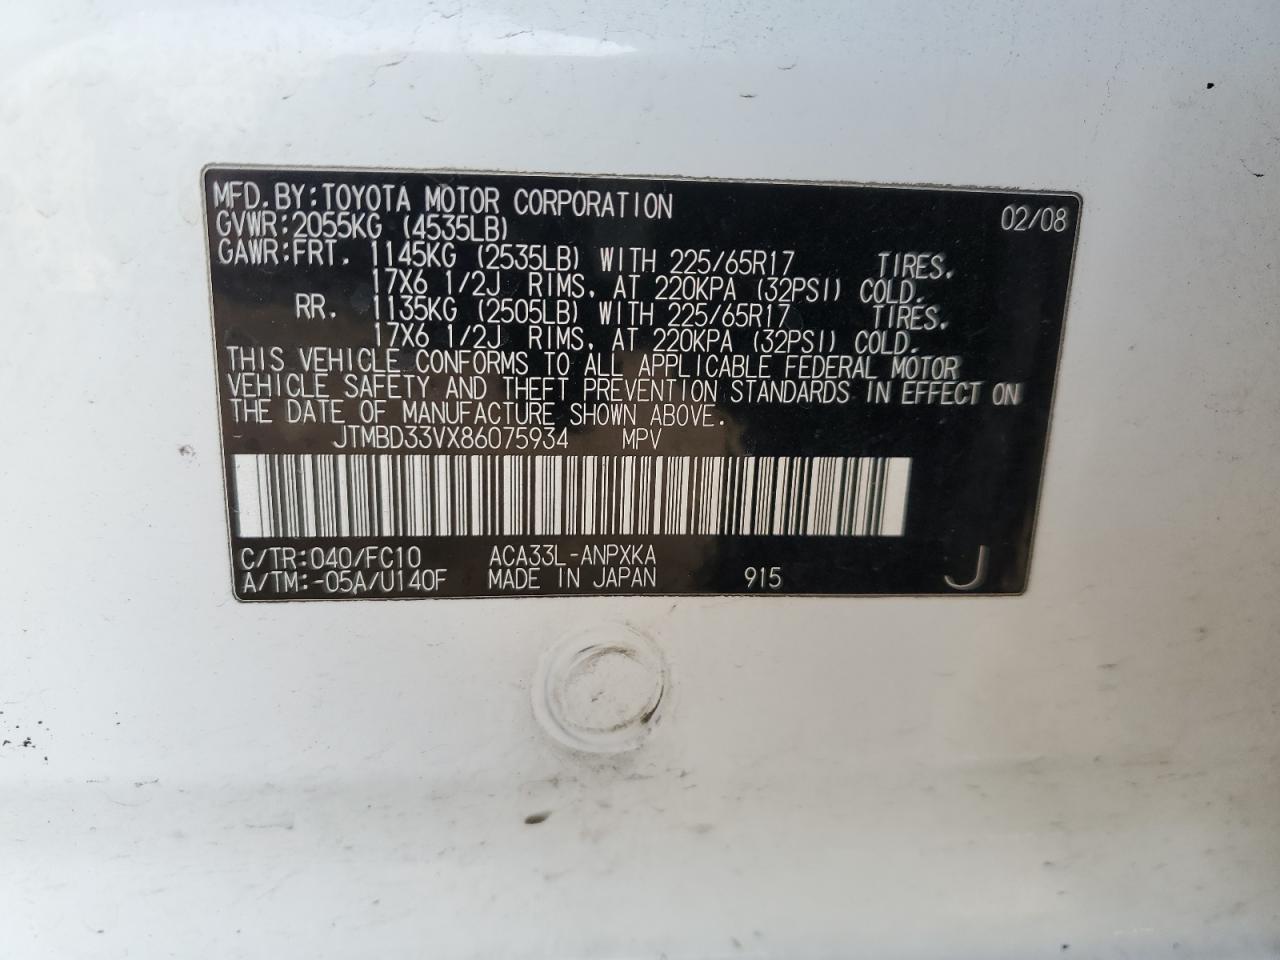 MFD. BY: TOYOTA MOTOR CORPORATION 02/08
GVWR: 2055KG (4535LB)
GAWR: FRT. 1145KG (2535LB) WITH 225/65R17 TIRES.
17X6 1/2J RIMS, AT 220KPA (32PSI) COLD.
RR. 1135KG (2505LB) WITH 225/65R17 TIRES.
17X6 1/2J RIMS, AT 220KPA (32PSI) COLD.
THIS VEHICLE CONFORMS TO ALL APPLICABLE FEDERAL MOTOR
VEHICLE SAFETY AND THEFT PREVENTION STANDARDS IN EFFECT ON
THE DATE OF MANUFACTURE SHOWN ABOVE.
JTMBD33VX86075934 MPV
C/TR: 040/FC10 ACA33L-ANPXKA
A/TM: -05A/U140F MADE IN JAPAN 915 J